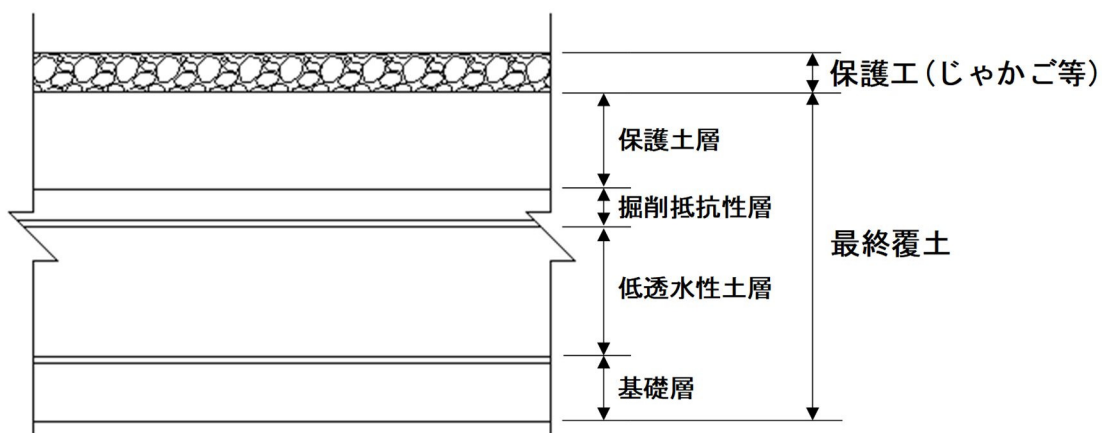 保護工(じゃかご等)
保護土層
掘削抵抗性層
最終覆土
低透水性土層
基礎層